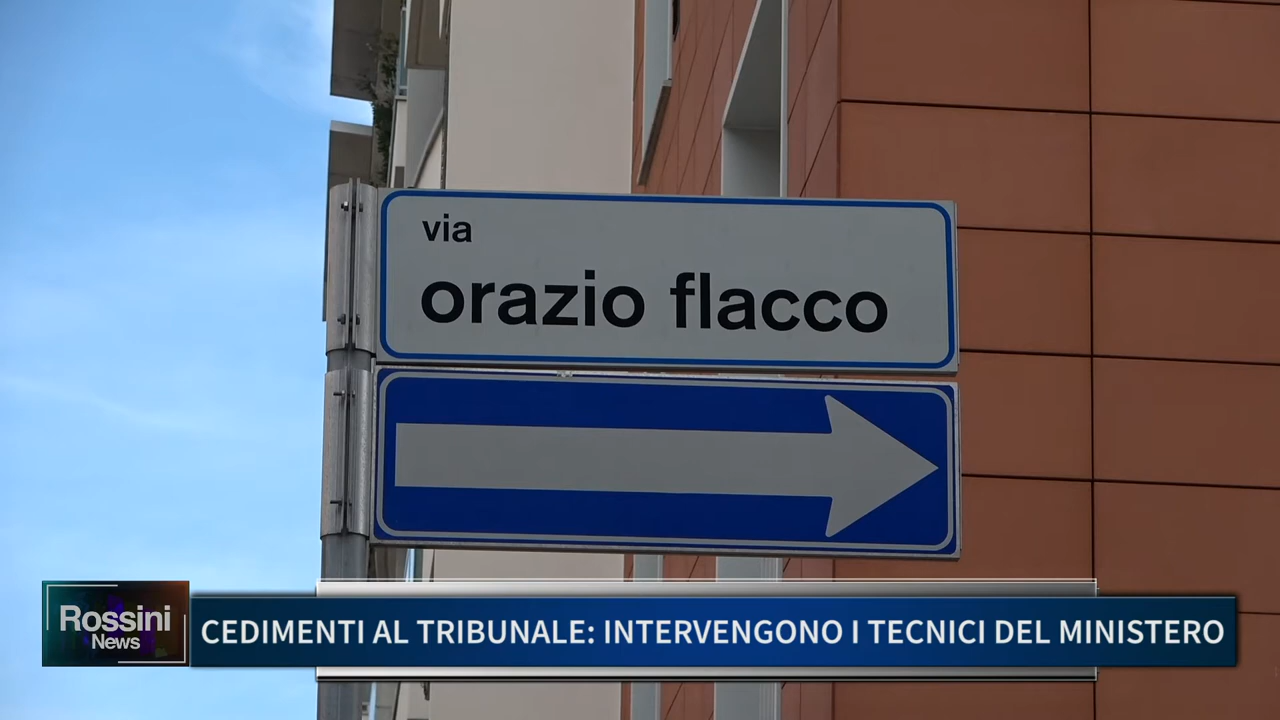 via
orazio flacco
Rossini
News
CEDIMENTI AL TRIBUNALE: INTERVENGONO I TECNICI DEL MINISTERO